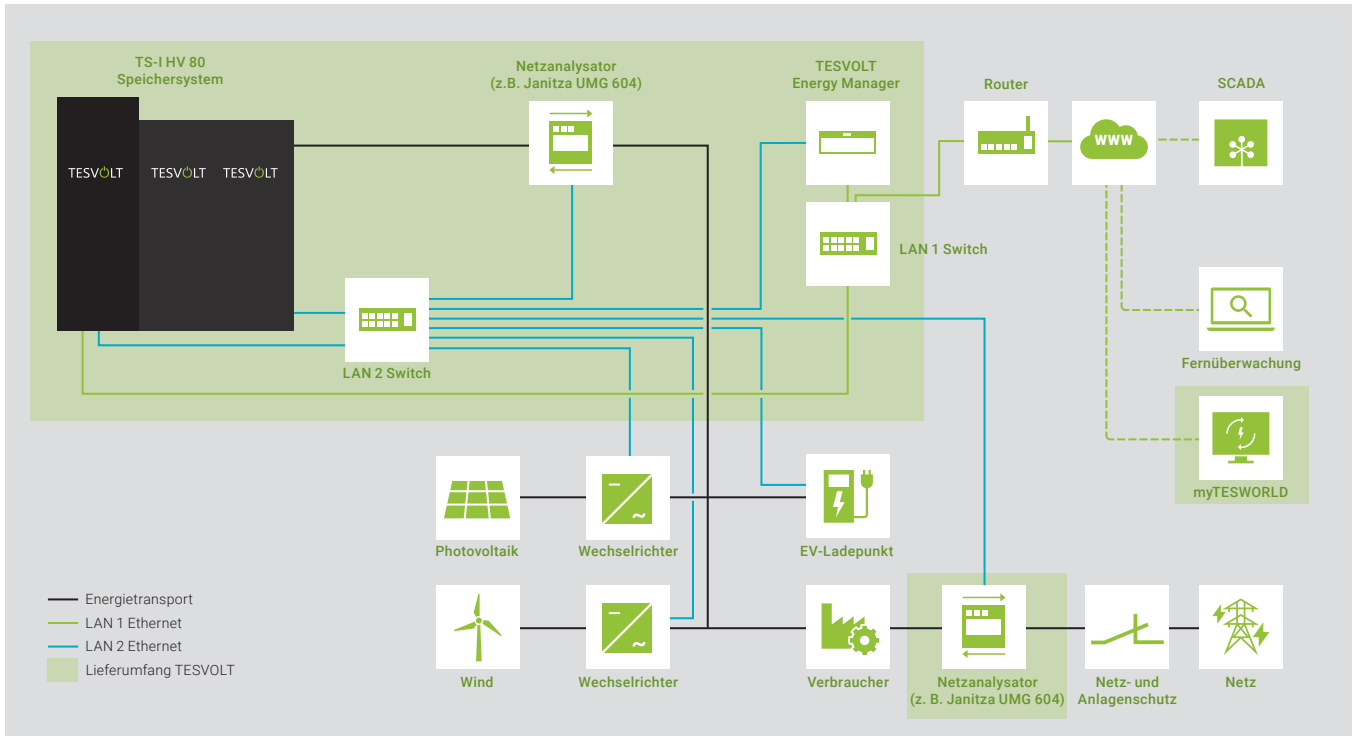 TS-I HV 80
Speichersystem
Netzanalysator
(z.B. Janitza UMG 604)
TESVOLT
Energy Manager
Router
SCADA
WWW
TESVOLT
TESVOLT
TESVOLT
LAN 1 Switch
LAN 2 Switch
Fernüberwachung
myTESWORLD
Photovoltaik
Wechselrichter
EV-Ladepunkt
Energietransport
LAN 1 Ethernet
LAN 2 Ethernet
Lieferumfang TESVOLT
Wind
Wechselrichter
Verbraucher
Netzanalysator
(z. B. Janitza UMG 604)
Netz- und
Anlagenschutz
Netz